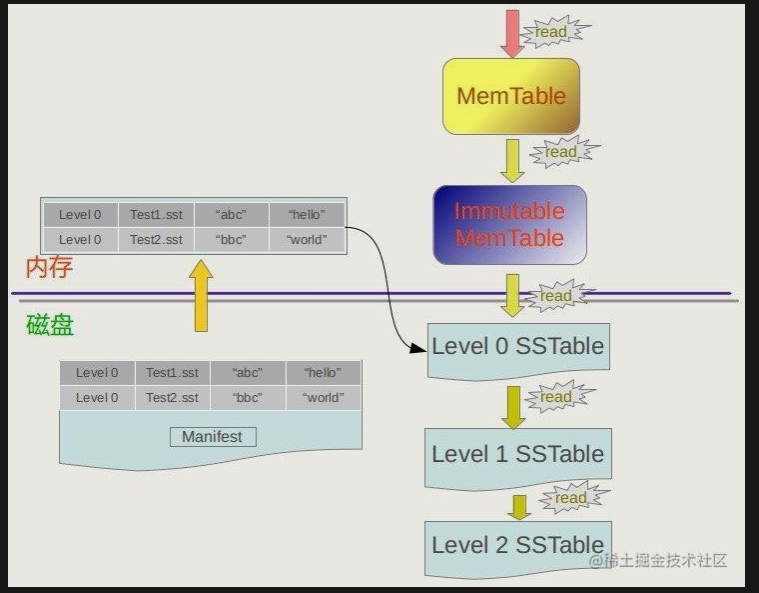 read
MemTable
read
Immutable
MemTable
Level 0 Test1.sst “abc” “hello”
Level 0 Test2.sst “bbc” “world”
内存
read
磁盘
Level 0 SSTable
Level 0 Test1.sst “abc” “hello”
Level 0 Test2.sst “bbc” “world”
Manifest
read
Level 1 SSTable
read
Level 2 SSTable
@稀土掘金技术社区